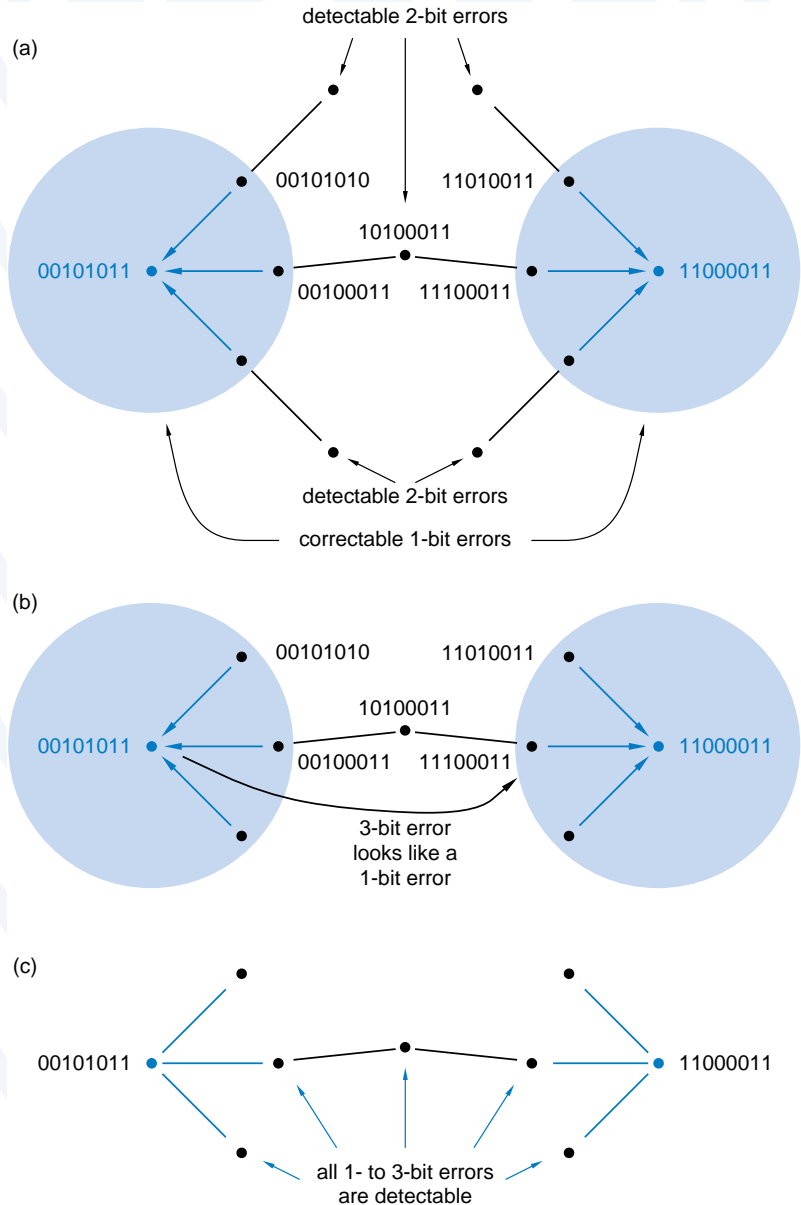 detectable 2-bit errors
(a)
00101010
11010011
10100011
00101011
11000011
00100011
11100011
detectable 2-bit errors
correctable 1-bit errors
(b)
00101010
11010011
10100011
00101011
11000011
00100011
11100011
3-bit error
looks like a
1-bit error
(c)
00101011
11000011
all 1- to 3-bit errors
are detectable